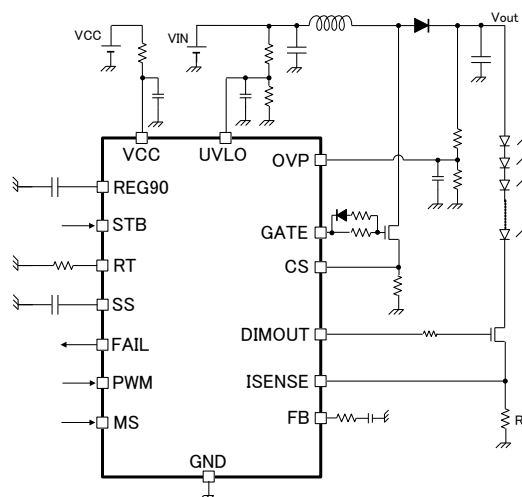 VCC
VIN
Vout
VCC
UVLO
OVP
REG90
STB
GATE
RT
CS
SS
DIMOUT
FAIL
PWM
ISENSE
MS
FB
R
GND